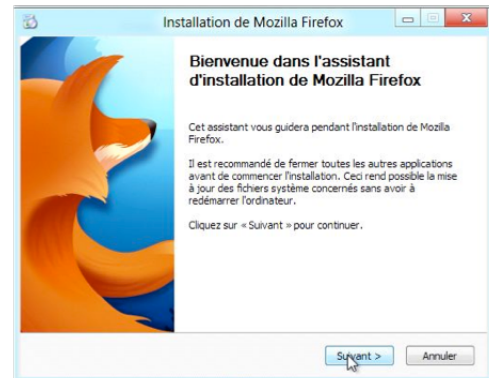 Installation de Mozilla Firefox
Bienvenue dans l'assistant
d'installation de Mozilla Firefox
Cet assistant vous guidera pendant l'installation de Mozilla
Firefox.
Il est recommandé de fermer toutes les autres applications
avant de commencer l'installation. Ceci rend possible la mise
à jour des fichiers système concernés sans avoir à
redémarrer l'ordinateur.
Cliquez sur « Suivant » pour continuer.
Suivant >
Annuler